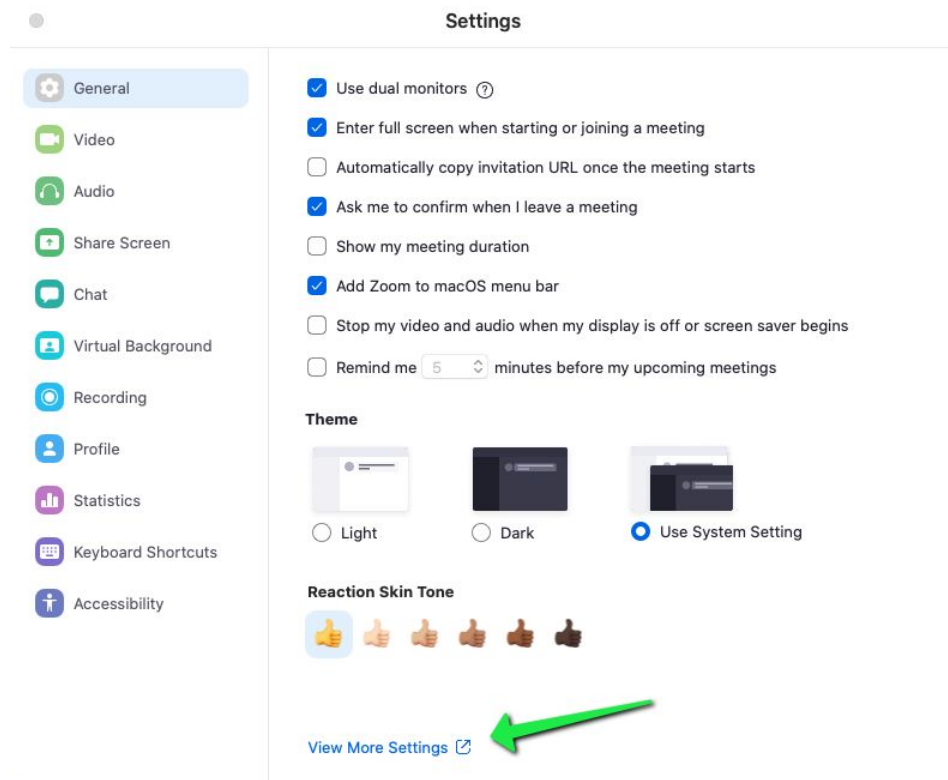 Settings
General
Video
Audio
Share Screen
Chat
Virtual Background
Recording
Profile
Statistics
Keyboard Shortcuts
Accessibility
Use dual monitors ?
Enter full screen when starting or joining a meeting
Automatically copy invitation URL once the meeting starts
Ask me to confirm when I leave a meeting
Show my meeting duration
Add Zoom to macOS menu bar
Stop my video and audio when my display is off or screen saver begins
Remind me 5 minutes before my upcoming meetings
Theme
Light Dark Use System Setting
Reaction Skin Tone
View More Settings